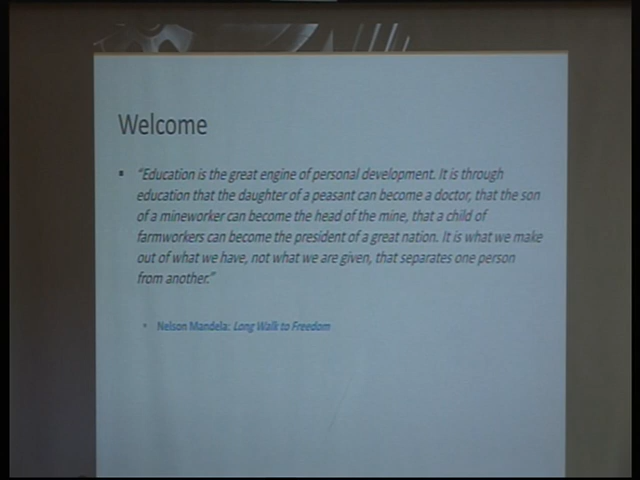 Welcome
▪ “Education is the great engine of personal development. It is through
education that the daughter of a peasant can become a doctor, that the son
of a mineworker can become the head of the mine, that a child of
farmworkers can become the president of a great nation. It is what we make
out of what we have, not what we are given, that separates one person
from another.”
• Nelson Mandela: Long Walk to Freedom